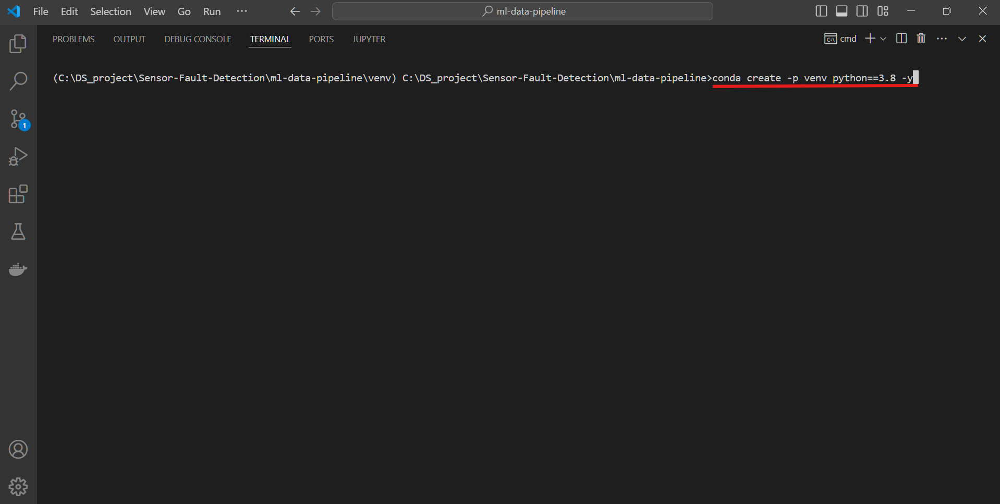 File Edit Selection View Go Run ··· ml-data-pipeline
PROBLEMS OUTPUT DEBUG CONSOLE TERMINAL PORTS JUPYTER cmd
(C:\DS_project\Sensor-Fault-Detection\ml-data-pipeline\venv) C:\DS_project\Sensor-Fault-Detection\ml-data-pipeline>conda create -p venv python==3.8 -y
1